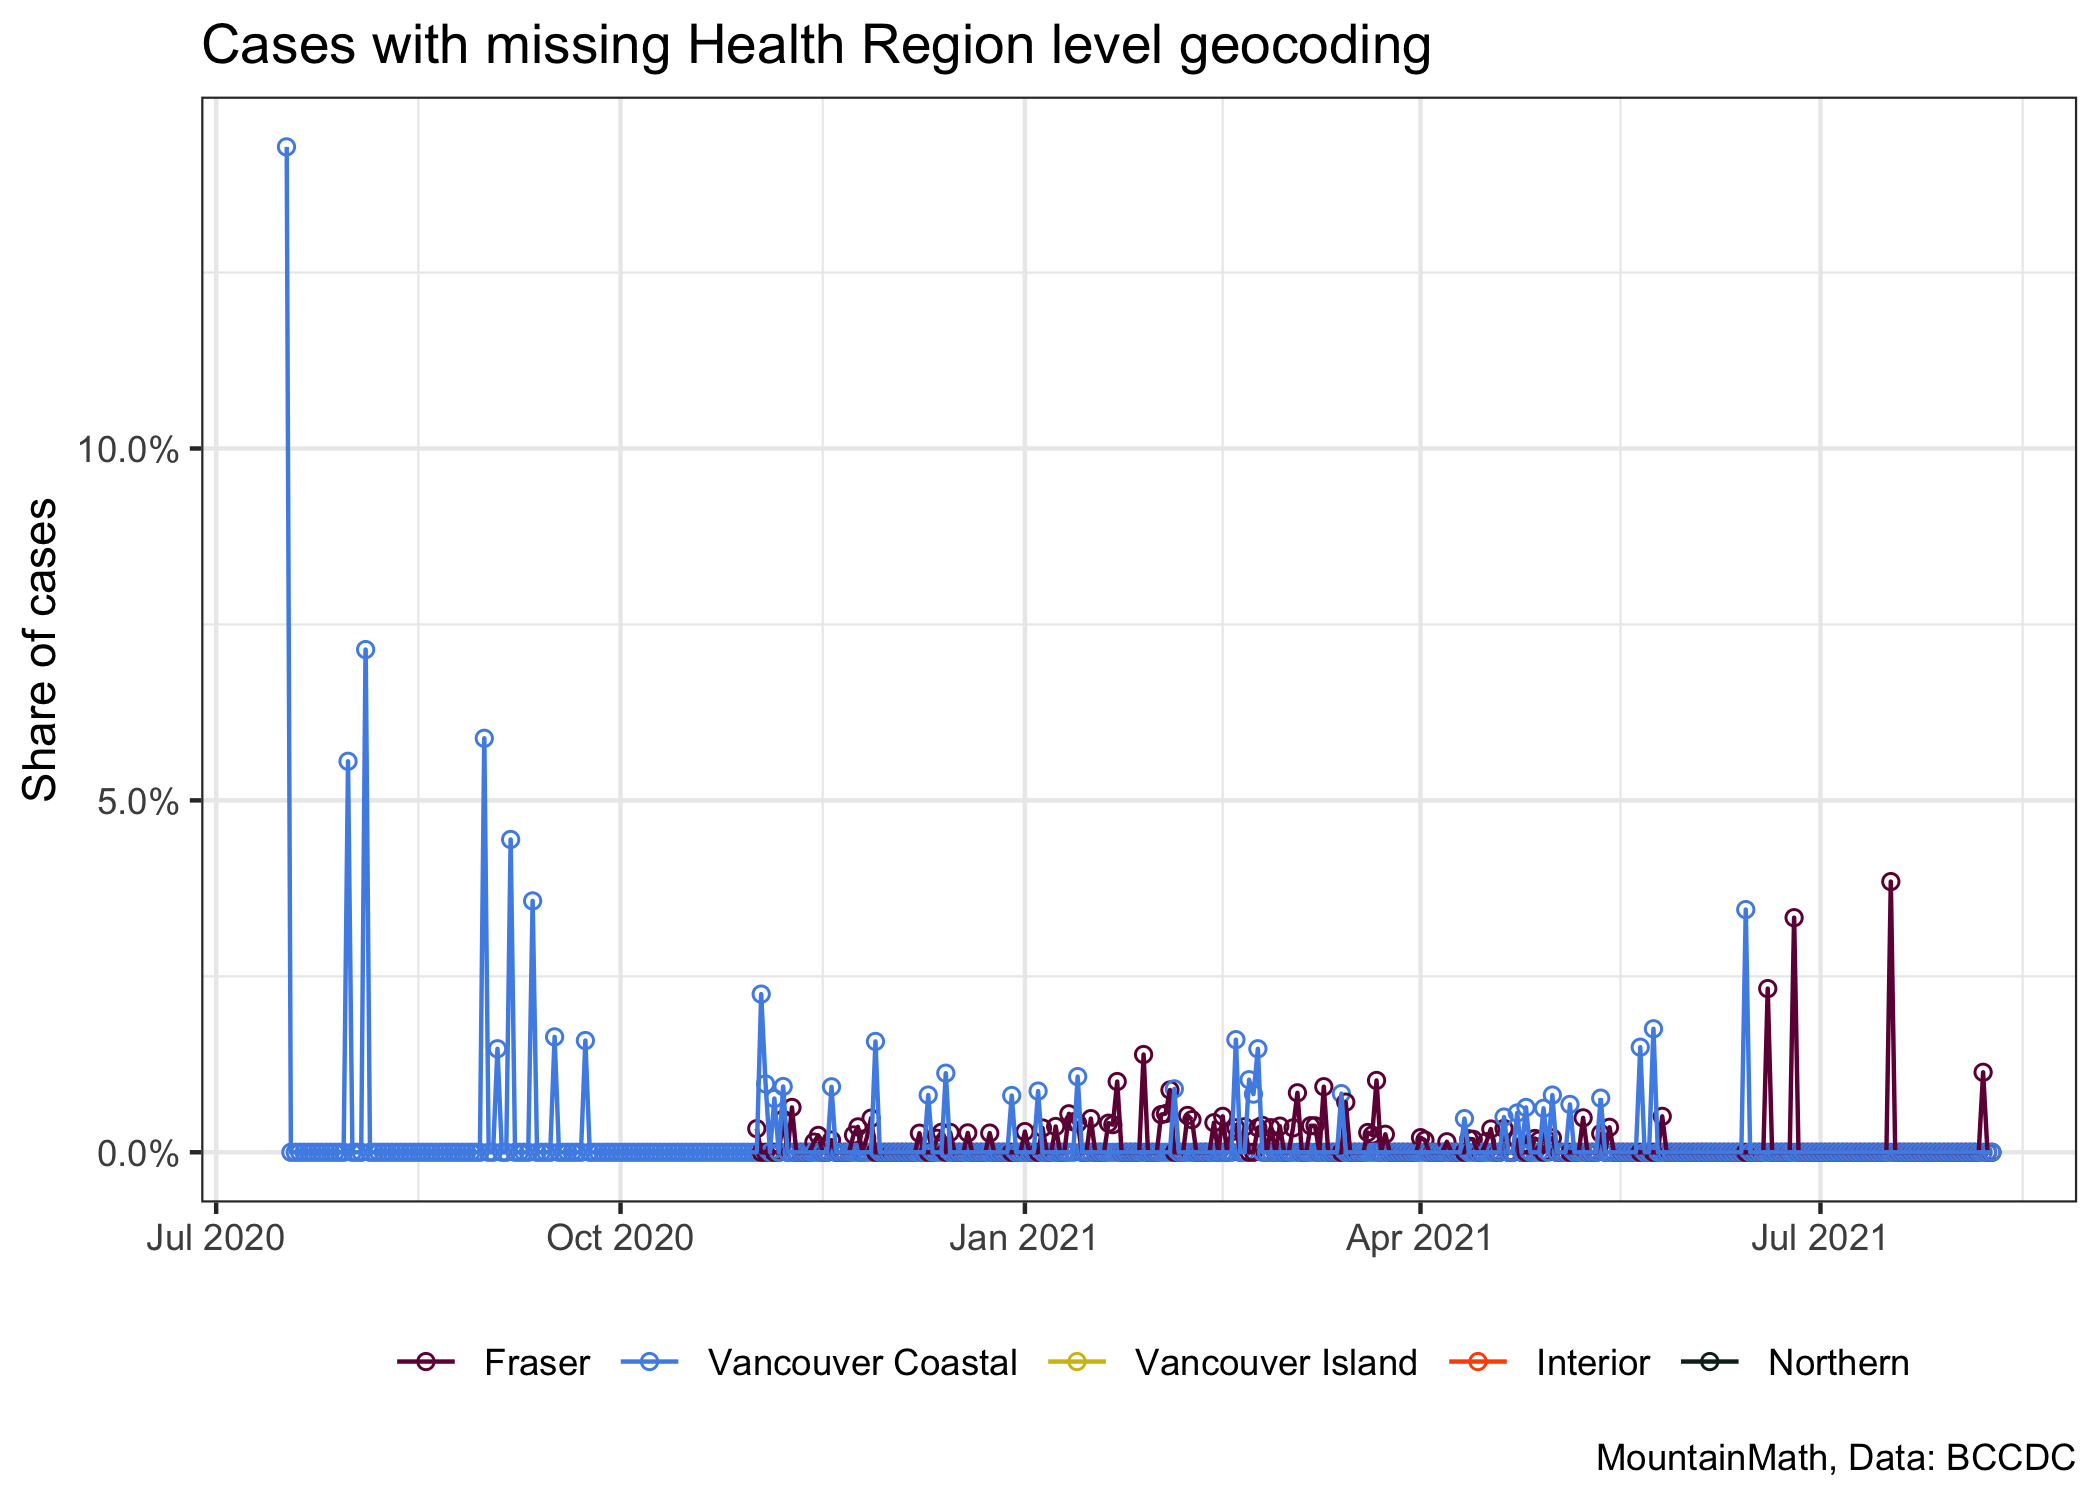 Cases with missing Health Region level geocoding
Share of cases
10.0%
5.0%
0.0%
Jul 2020 Oct 2020 Jan 2021 Apr 2021 Jul 2021
Fraser Vancouver Coastal Vancouver Island Interior Northern
MountainMath, Data: BCCDC